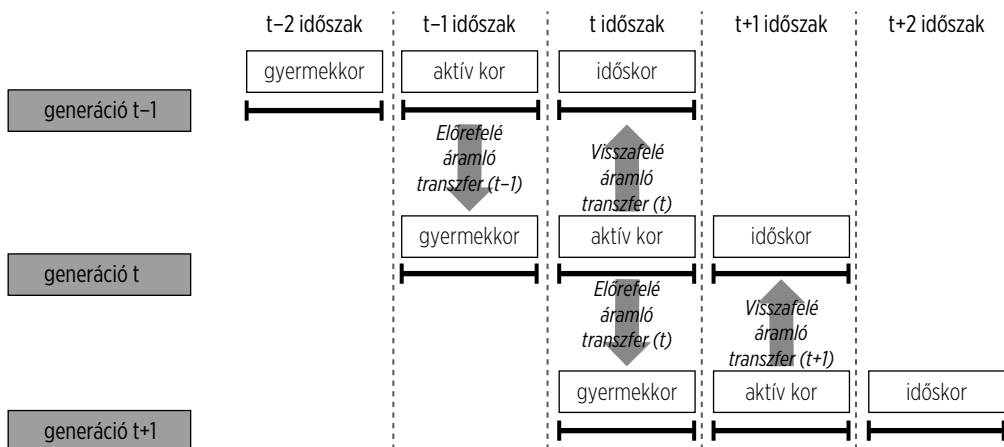 t–2 időszak t–1 időszak t időszak t+1 időszak t+2 időszak
gyermekkor aktív kor időskor
generáció t–1
Előrefelé
áramló
transzfer (t–1)
Visszafelé
áramló
transzfer (t)
gyermekkor aktív kor időskor
generáció t
Előrefelé
áramló
transzfer (t)
Visszafelé
áramló
transzfer (t+1)
gyermekkor aktív kor időskor
generáció t+1